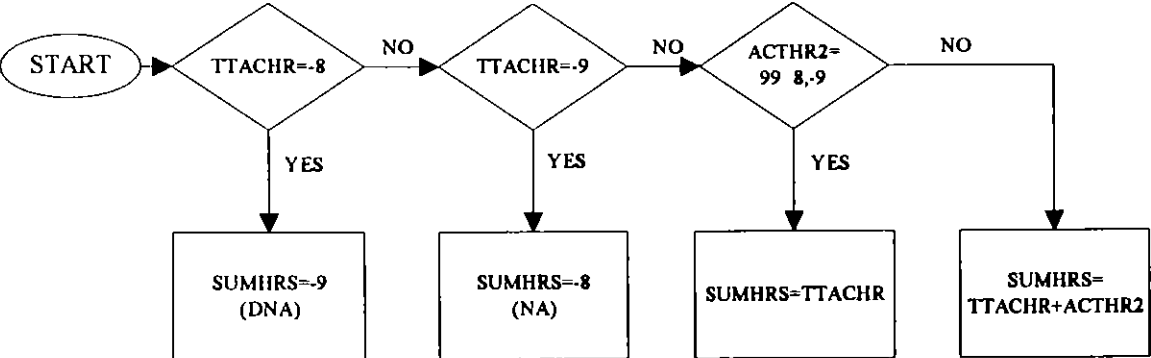 START
TTACHR=-8
NO
TTACHR=-9
NO
ACTHR2=
99 8,-9
NO
YES
YES
YES
SUMHRS=-9
(DNA)
SUMHRS=-8
(NA)
SUMHRS=TTACHR
SUMHRS=
TTACHR+ACTHR2